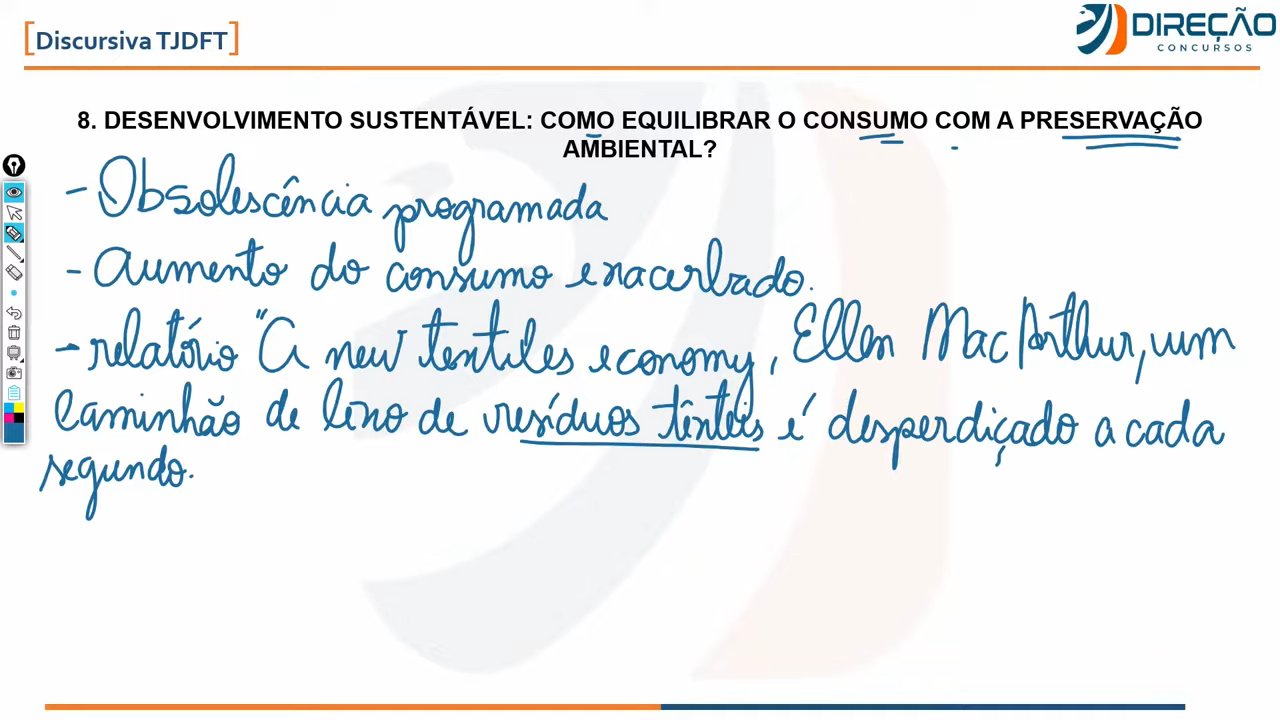 [Discursiva TJDFT]
DIREÇÃO
CONCURSOS
8. DESENVOLVIMENTO SUSTENTÁVEL: COMO EQUILIBRAR O CONSUMO COM A PRESERVAÇÃO
AMBIENTAL?
- Obsolescência programada
- Aumento do consumo exacerbado.
- relatório "A new textiles economy, Ellen MacArthur, um
caminhão de lixo de resíduos têxteis é desperdiçado a cada
segundo.